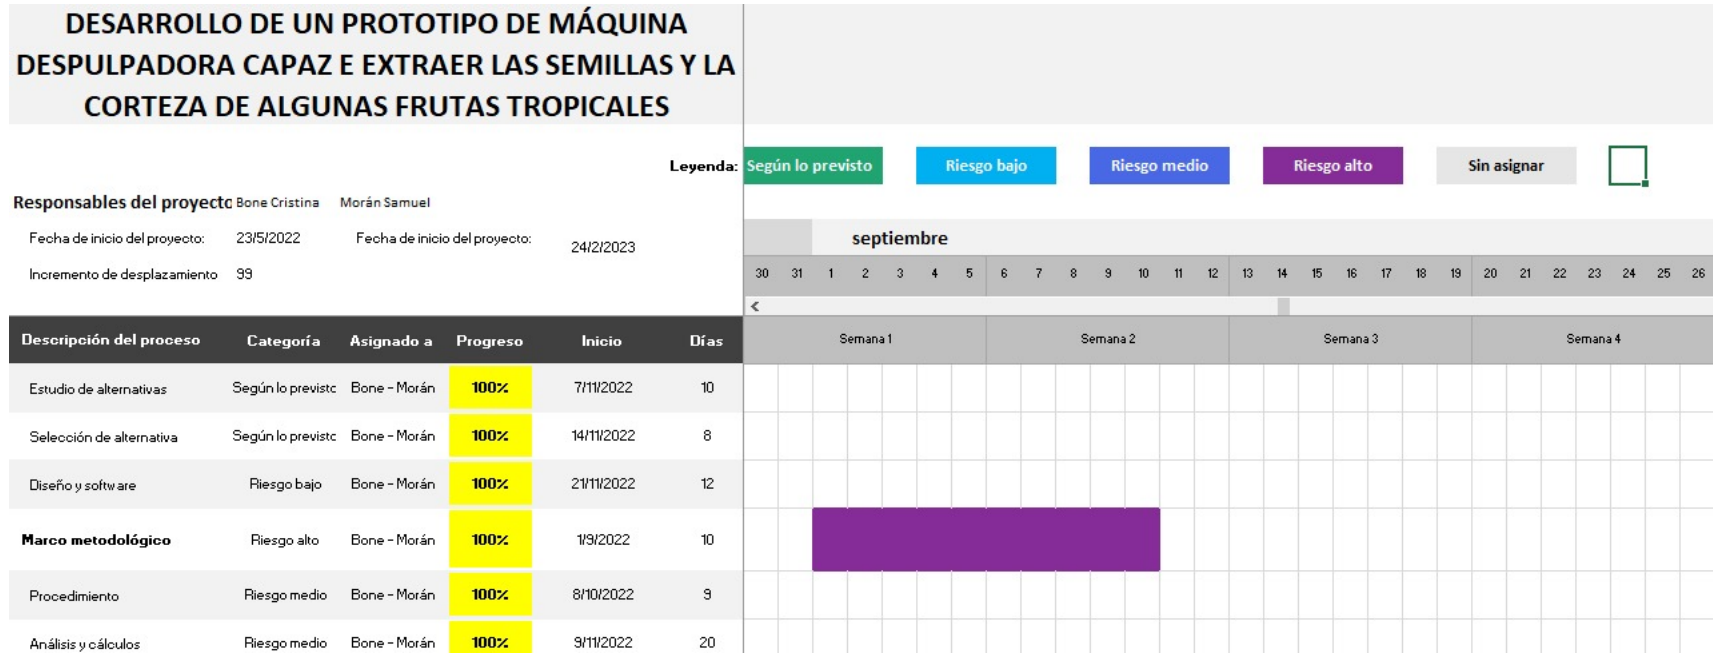 DESARROLLO DE UN PROTOTIPO DE MÁQUINA
DESPULPADORA CAPAZ E EXTRAER LAS SEMILLAS Y LA
CORTEZA DE ALGUNAS FRUTAS TROPICALES
Leyenda: Según lo previsto Riesgo bajo Riesgo medio Riesgo alto Sin asignar
Responsables del proyecto Bone Cristina Morán Samuel
Fecha de inicio del proyecto: 23/5/2022 Fecha de inicio del proyecto: 24/2/2023
septiembre
Incremento de desplazamiento 99
30 31 1 2 3 4 5 6 7 8 9 10 11 12 13 14 15 16 17 18 19 20 21 22 23 24 25 26
Descripción del proceso Categoría Asignado a Progreso Inicio Días Semana 1 Semana 2 Semana 3 Semana 4
Estudio de alternativas Según lo previsto Bone - Morán 100% 7/11/2022 10
Selección de alternativa Según lo previsto Bone - Morán 100% 14/11/2022 8
Diseño y software Riesgo bajo Bone - Morán 100% 21/11/2022 12
Marco metodológico Riesgo alto Bone - Morán 100% 1/9/2022 10
Procedimiento Riesgo medio Bone - Morán 100% 8/10/2022 9
Análisis y cálculos Riesgo medio Bone - Morán 100% 9/11/2022 20